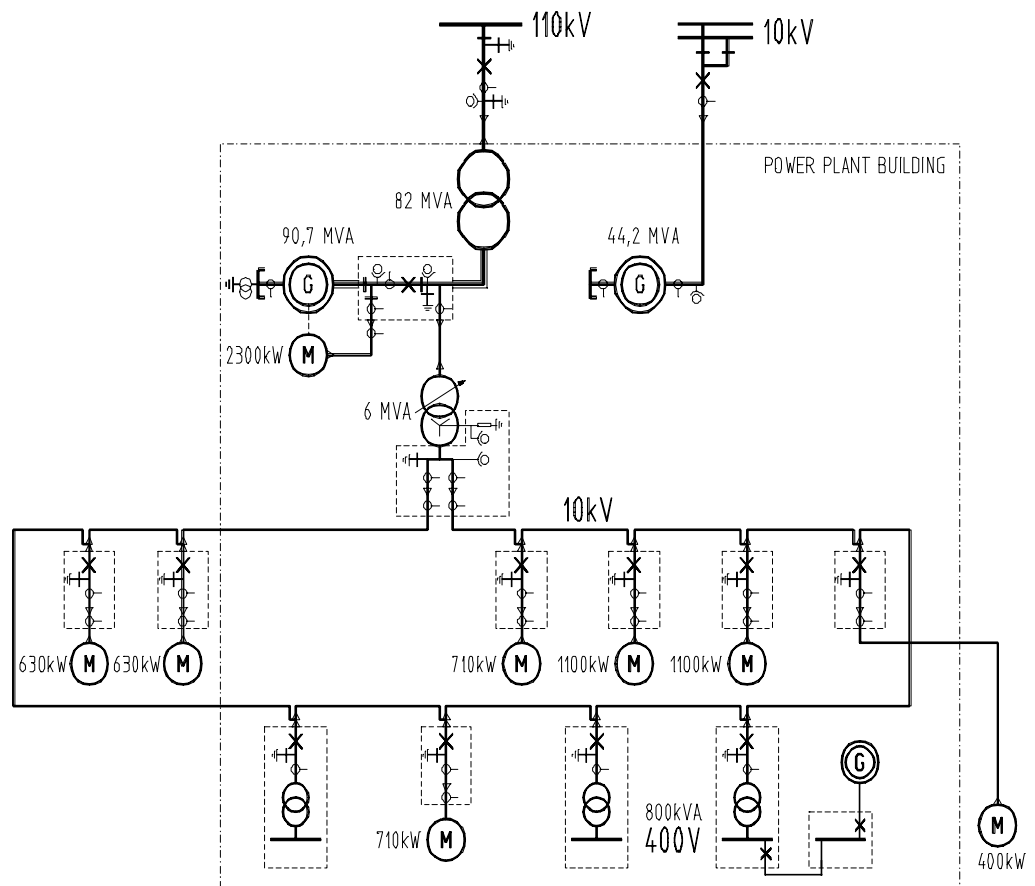 110kV
10kV
POWER PLANT BUILDING
82 MVA
90,7 MVA
44,2 MVA
G
G
2300kW
M
6 MVA
10kV
630kW
M
630kW
M
710kW
M
1100kW
M
1100kW
M
G
800kVA
400V
710kW
M
M
400kW